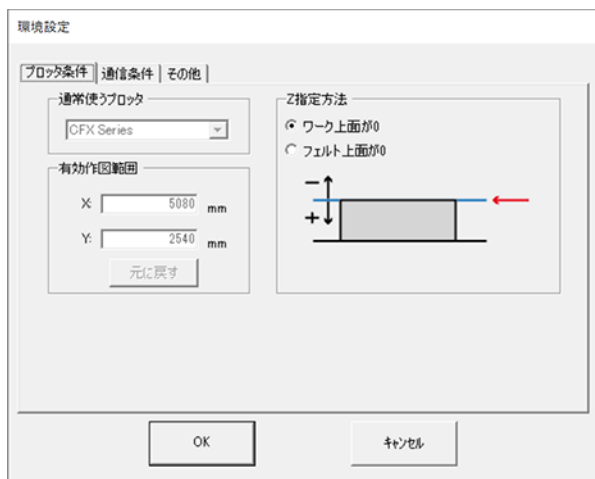 環境設定
プロッタ条件
通信条件
その他
通常使うプロッタ
CFX Series
有効作図範囲
X: 5080 mm
Y: 2540 mm
元に戻す
Z指定方法
ワーク上面が0
フェルト上面が0
−
+
OK
キャンセル